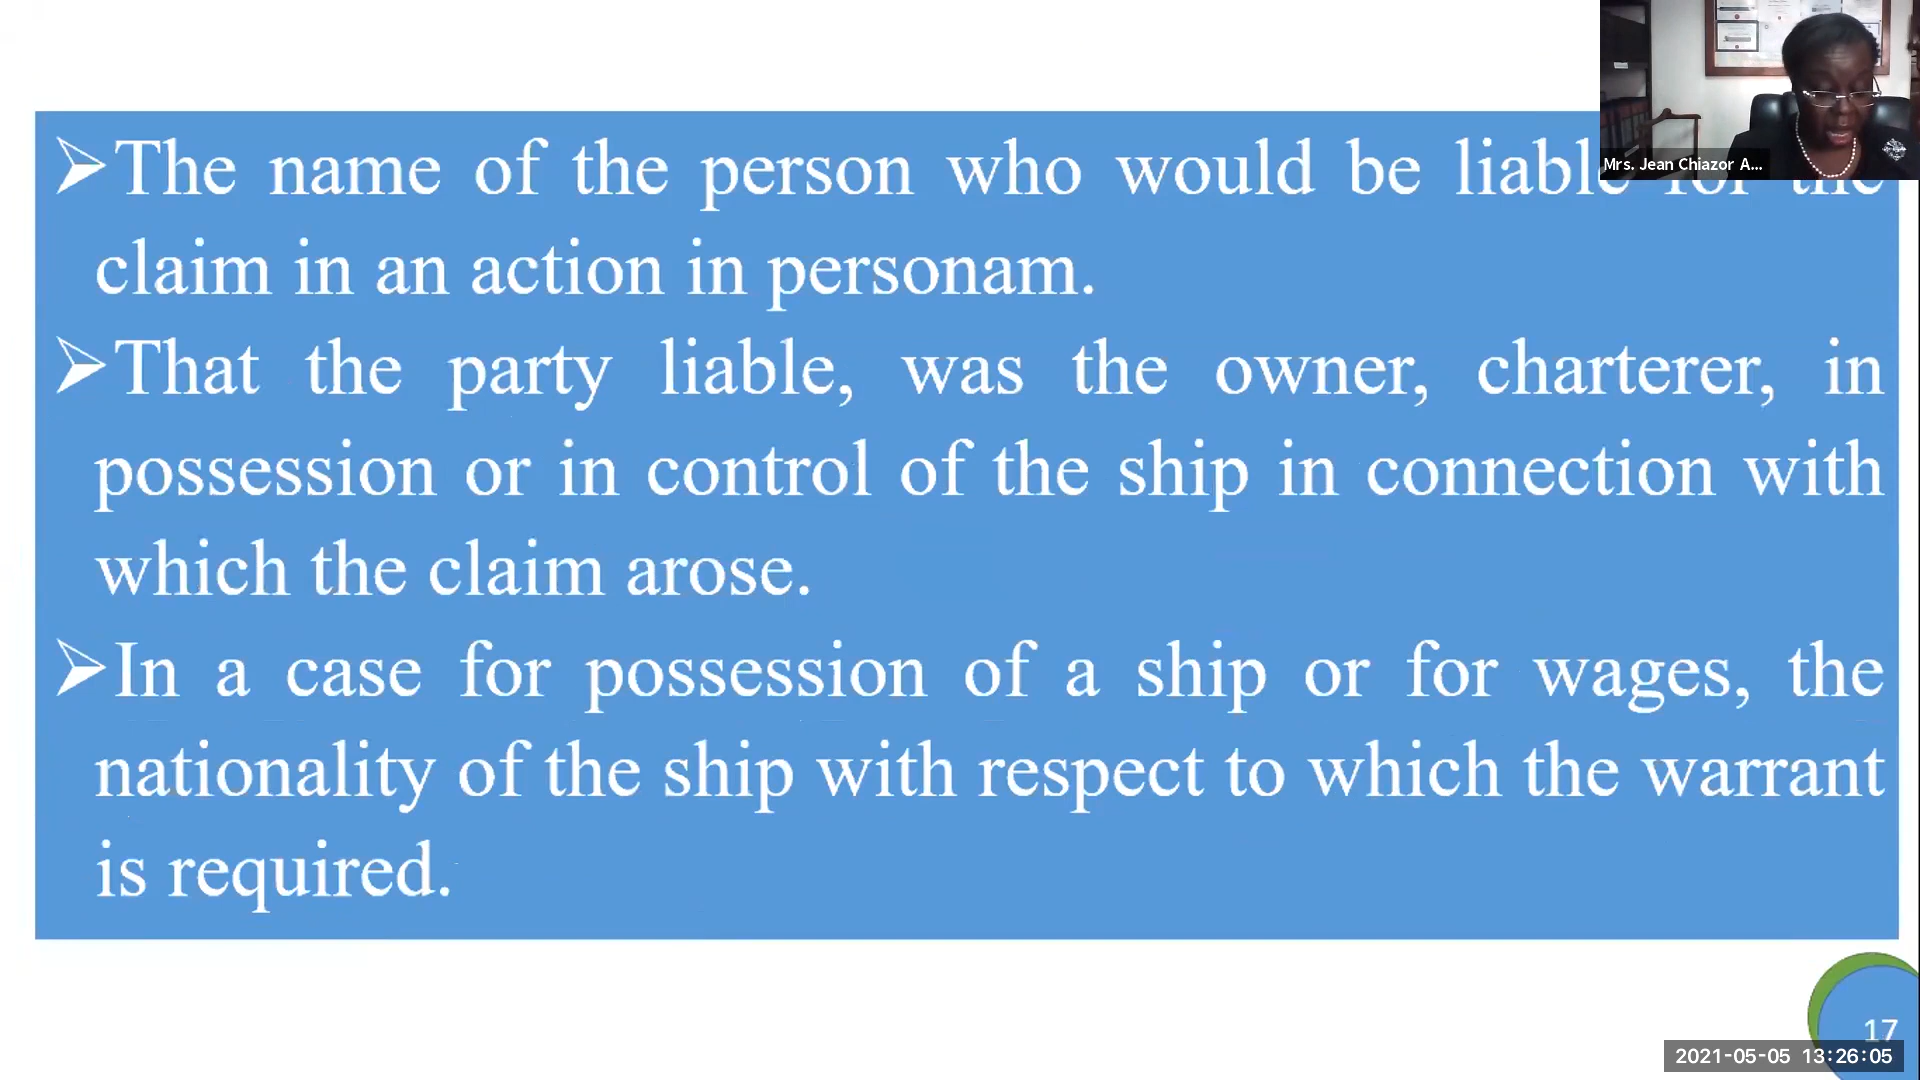 ➢The name of the person who would be liable for the
claim in an action in personam.
➢That the party liable, was the owner, charterer, in
possession or in control of the ship in connection with
which the claim arose.
➢In a case for possession of a ship or for wages, the
nationality of the ship with respect to which the warrant
is required.
Mrs. Jean Chiazor A...
17
2021-05-05 13:26:05